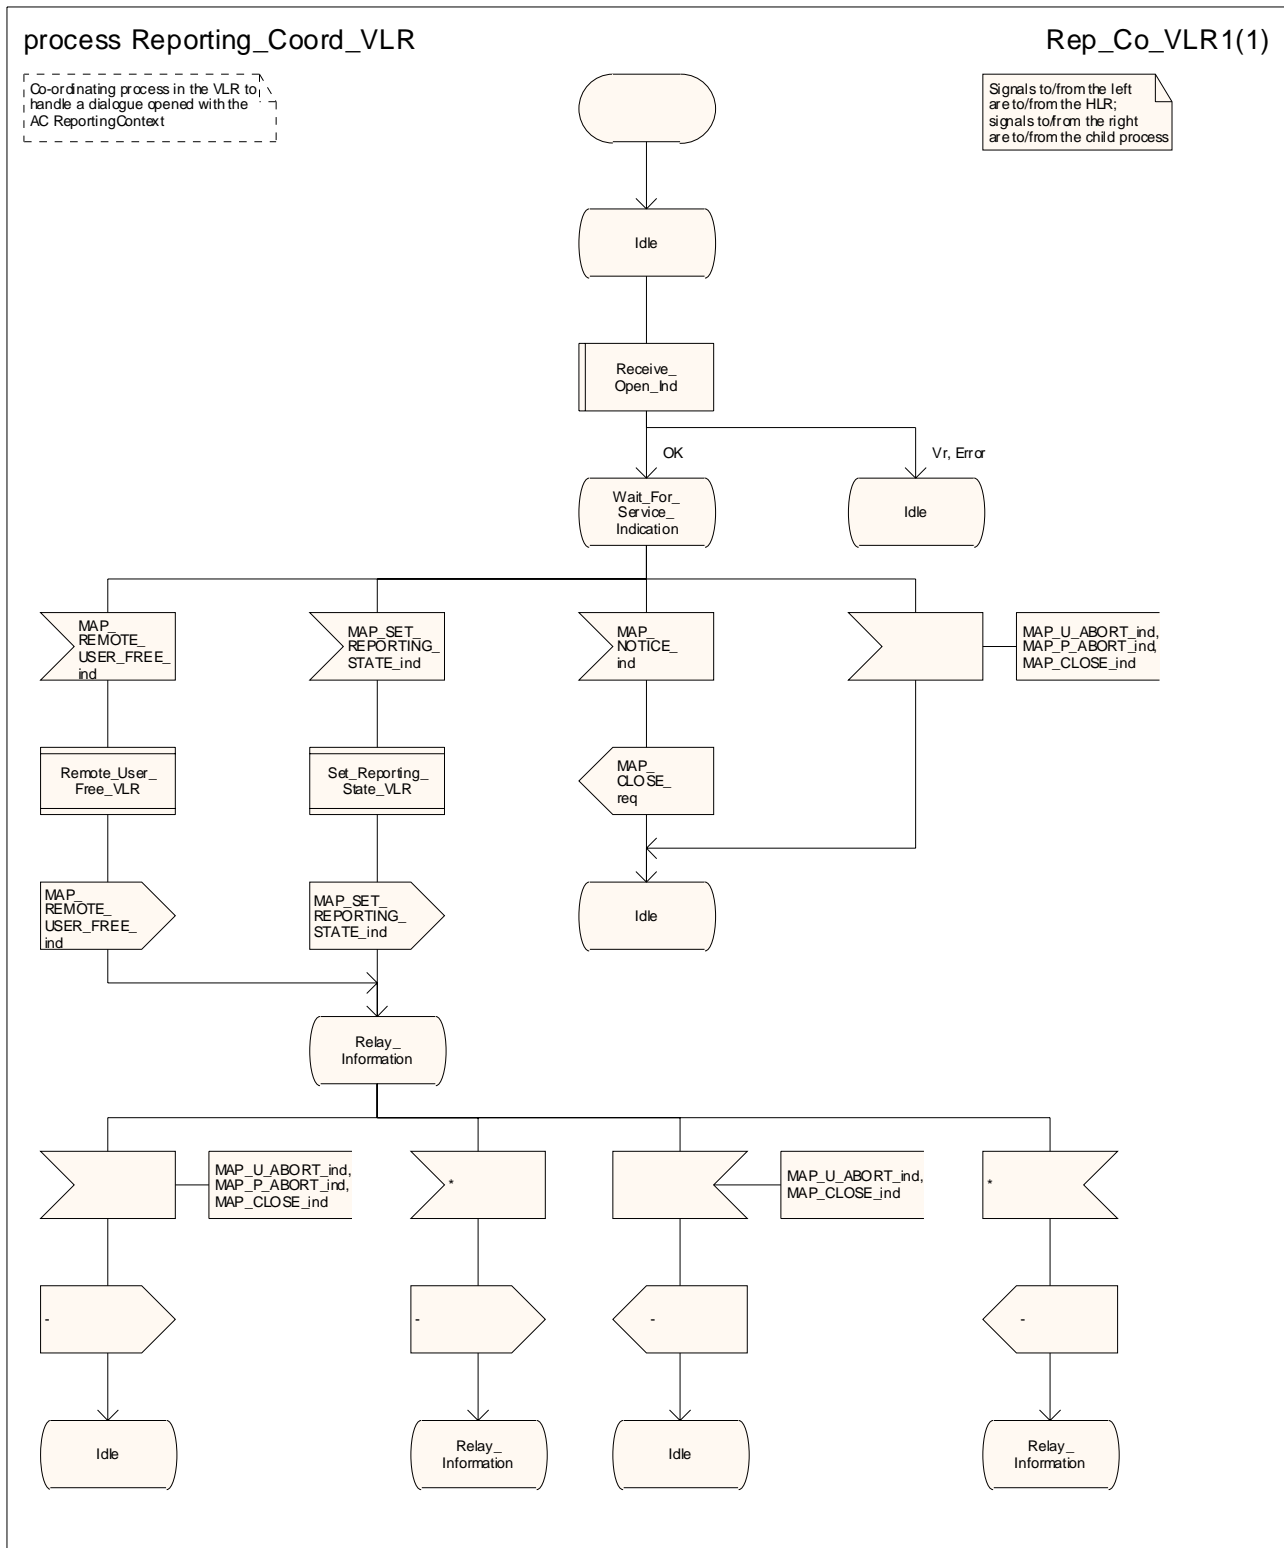 process Reporting_Coord_VLR
Rep_Co_VLR1(1)
Co-ordinating process in the VLR to
handle a dialogue opened with the
AC ReportingContext
Signals to/from the left
are to/from the HLR;
signals to/from the right
are to/from the child process
Idle
Receive_
Open_Ind
OK
Vr, Error
Wait_For_
Service_
Indication
Idle
MAP_
REMOTE_
USER_FREE_
ind
MAP_SET_
REPORTING_
STATE_ind
MAP_
NOTICE_
ind
MAP_U_ABORT_ind,
MAP_P_ABORT_ind,
MAP_CLOSE_ind
Remote_User_
Free_VLR
Set_Reporting_
State_VLR
MAP_
CLOSE_
req
MAP_
REMOTE_
USER_FREE_
ind
MAP_SET_
REPORTING_
STATE_ind
Idle
Relay_
Information
MAP_U_ABORT_ind,
MAP_P_ABORT_ind,
MAP_CLOSE_ind
*
MAP_U_ABORT_ind,
MAP_CLOSE_ind
*
-
-
-
-
Idle
Relay_
Information
Idle
Relay_
Information